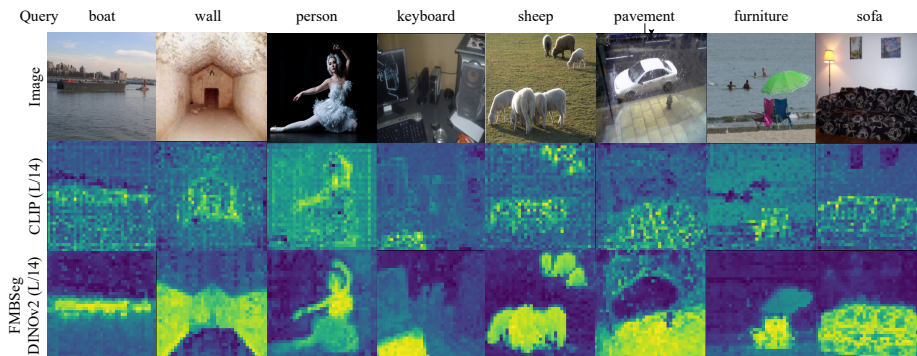 Query boat wall person keyboard sheep pavement furniture sofa
Image
CLIP (L/14)
FMBSeg
DINOv2 (L/14)